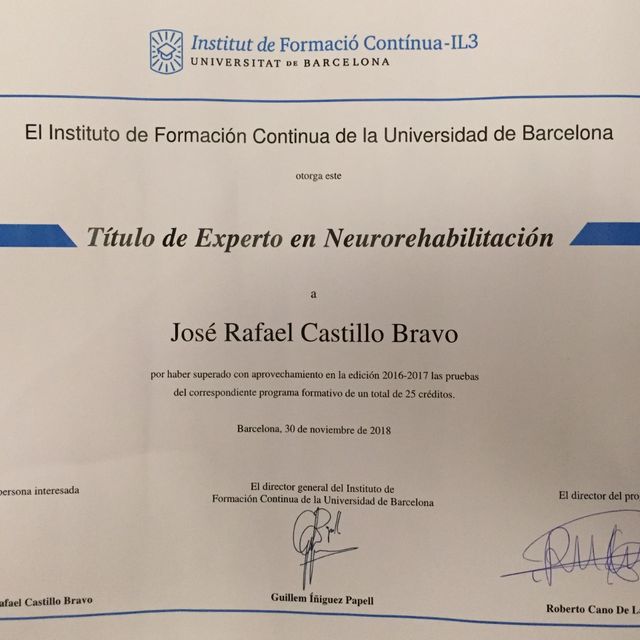 Institut de Formació Contínua-IL3
UNIVERSITAT DE BARCELONA
El Instituto de Formación Continua de la Universidad de Barcelona
otorga este
Título de Experto en Neurorehabilitación
a
José Rafael Castillo Bravo
por haber superado con aprovechamiento en la edición 2016-2017 las pruebas
del correspondiente programa formativo de un total de 25 créditos.
Barcelona, 30 de noviembre de 2018
persona interesada
El director general del Instituto de
Formación Continua de la Universidad de Barcelona
El director del pro
afael Castillo Bravo
Guillem Íñiguez Papell
Roberto Cano De La